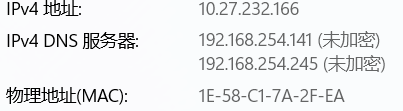 IPv4 地址: 10.27.232.166
IPv4 DNS 服务器: 192.168.254.141 (未加密)
192.168.254.245 (未加密)
物理地址(MAC): 1E-58-C1-7A-2F-EA